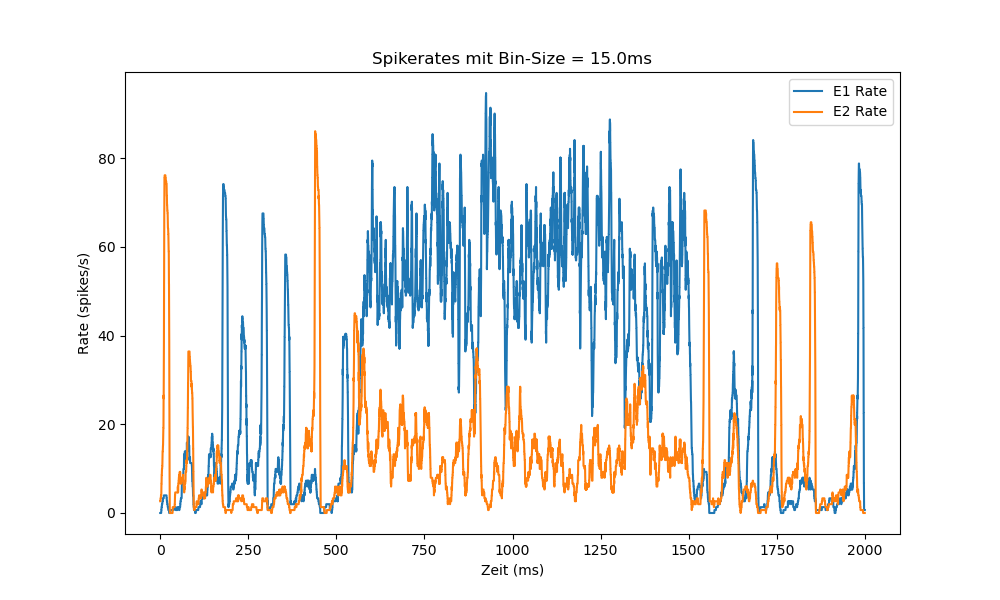 Spikerates mit Bin-Size = 15.0ms
E1 Rate
E2 Rate
Rate (spikes/s)
80
60
40
20
0
0 250 500 750 1000 1250 1500 1750 2000
Zeit (ms)